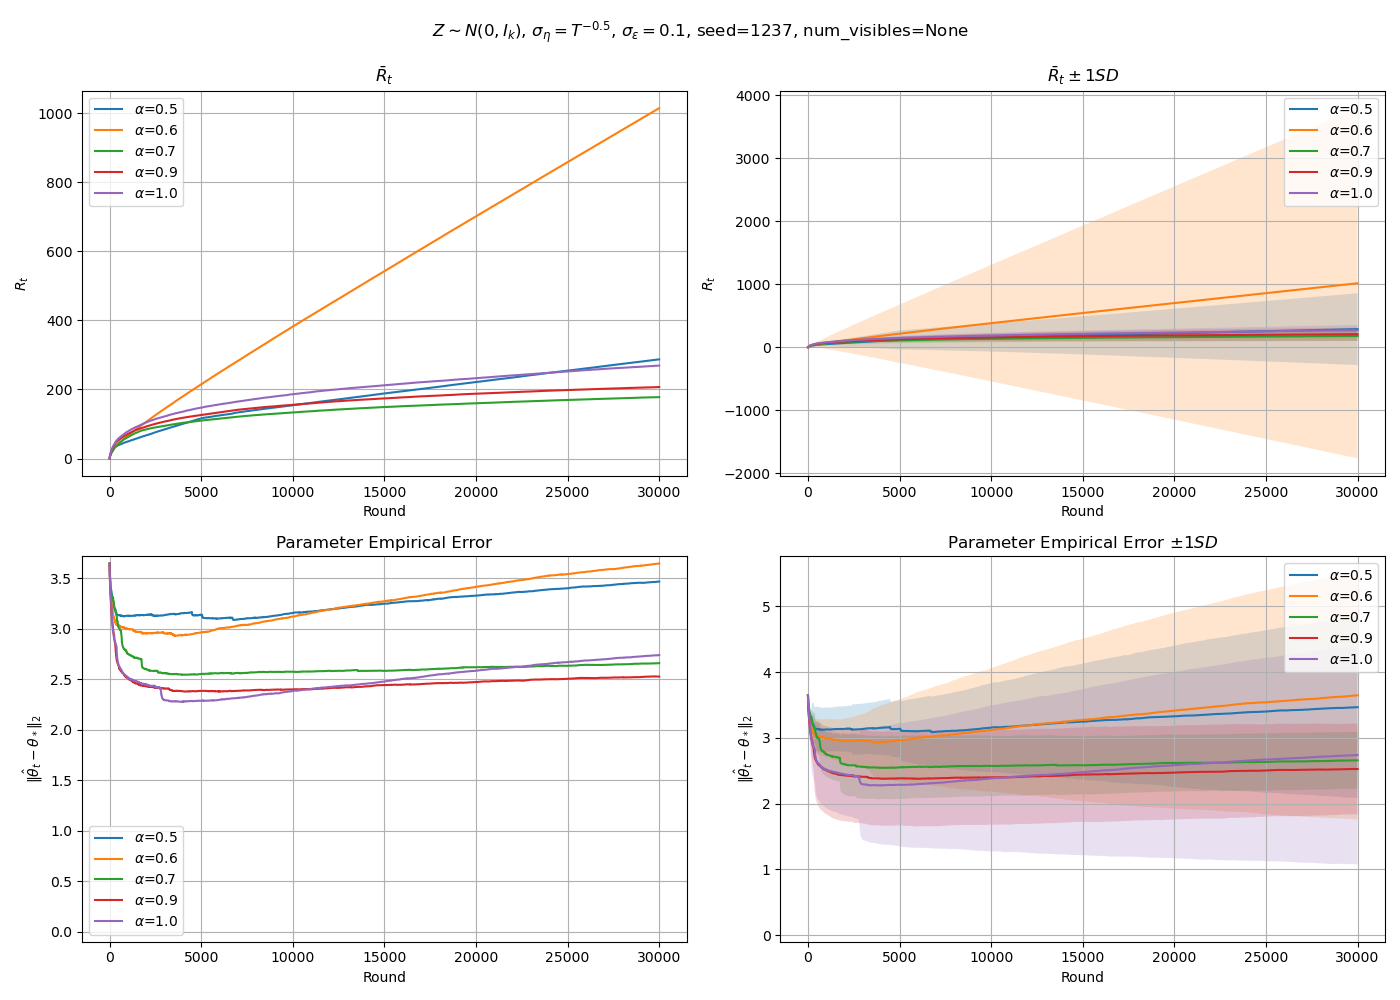 Z ∼ N(0, I_k), σ_η = T^{−0.5}, σ_ε = 0.1, seed=1237, num_visibles=None
R̄_t
R_t
1000
800
600
400
200
0
α=0.5
α=0.6
α=0.7
α=0.9
α=1.0
0 5000 10000 15000 20000 25000 30000
Round
R̄_t ± 1SD
R_t
4000
3000
2000
1000
0
−1000
−2000
α=0.5
α=0.6
α=0.7
α=0.9
α=1.0
0 5000 10000 15000 20000 25000 30000
Round
Parameter Empirical Error
‖θ̂_t − θ_*‖_2
3.5
3.0
2.5
2.0
1.5
1.0
0.5
0.0
α=0.5
α=0.6
α=0.7
α=0.9
α=1.0
0 5000 10000 15000 20000 25000 30000
Round
Parameter Empirical Error ±1SD
‖θ̂_t − θ_*‖_2
5
4
3
2
1
0
α=0.5
α=0.6
α=0.7
α=0.9
α=1.0
0 5000 10000 15000 20000 25000 30000
Round